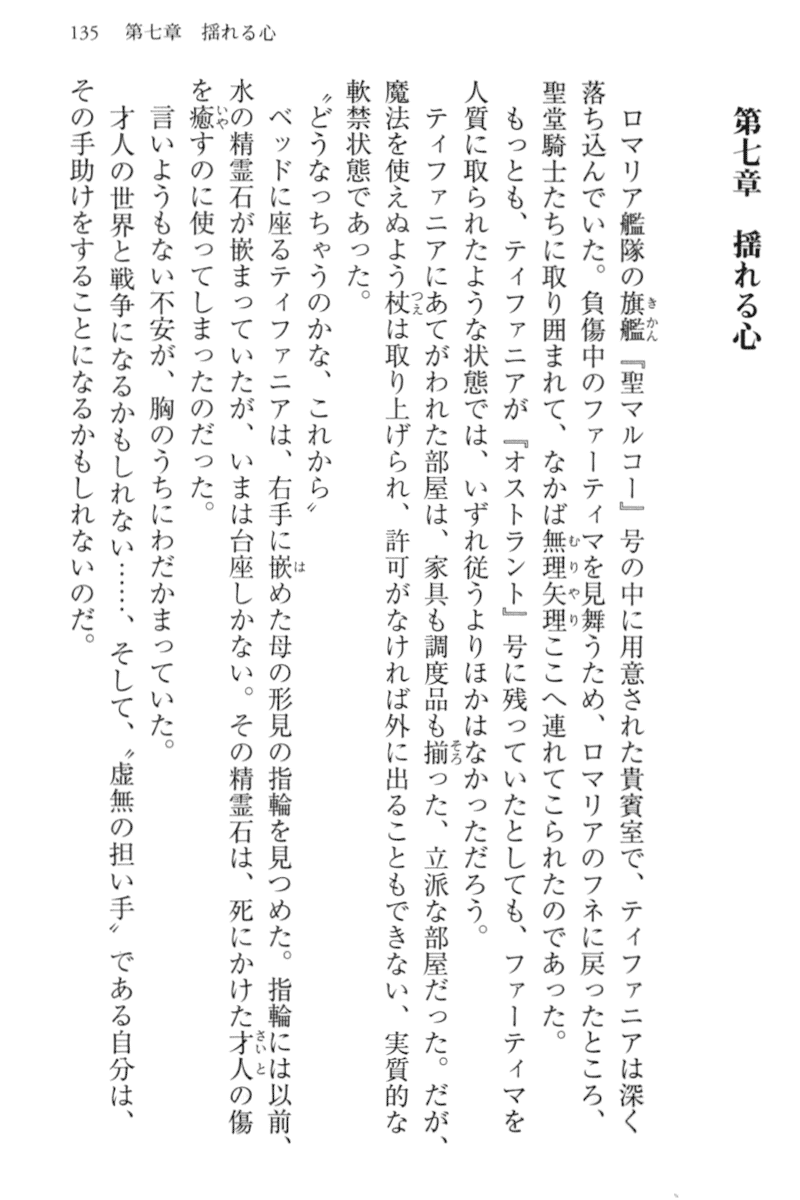 135　第七章　揺れる心
第七章　揺れる心
ロマリア艦隊の旗艦『聖マルコー』号の中に用意された貴賓室で、ティファニアは深く
落ち込んでいた。負傷中のファーティマを見舞うため、ロマリアのフネに戻ったところ、
聖堂騎士たちに取り囲まれて、なかば無理矢理ここへ連れてこられたのであった。
もっとも、ティファニアが『オストラント』号に残っていたとしても、ファーティマを
人質に取られたような状態では、いずれ従うよりほかはなかっただろう。
ティファニアにあてがわれた部屋は、家具も調度品も揃った、立派な部屋だった。だが、
魔法を使えぬよう杖は取り上げられ、許可がなければ外に出ることもできない、実質的な
軟禁状態であった。
〝どうなっちゃうのかな、これから〟
ベッドに座るティファニアは、右手に嵌めた母の形見の指輪を見つめた。指輪には以前、
水の精霊石が嵌まっていたが、いまは台座しかない。その精霊石は、死にかけた才人の傷
を癒すのに使ってしまったのだった。
言いようもない不安が、胸のうちにわだかまっていた。
才人の世界と戦争になるかもしれない……、そして、〝虚無の担い手〟である自分は、
その手助けをすることになるかもしれないのだ。